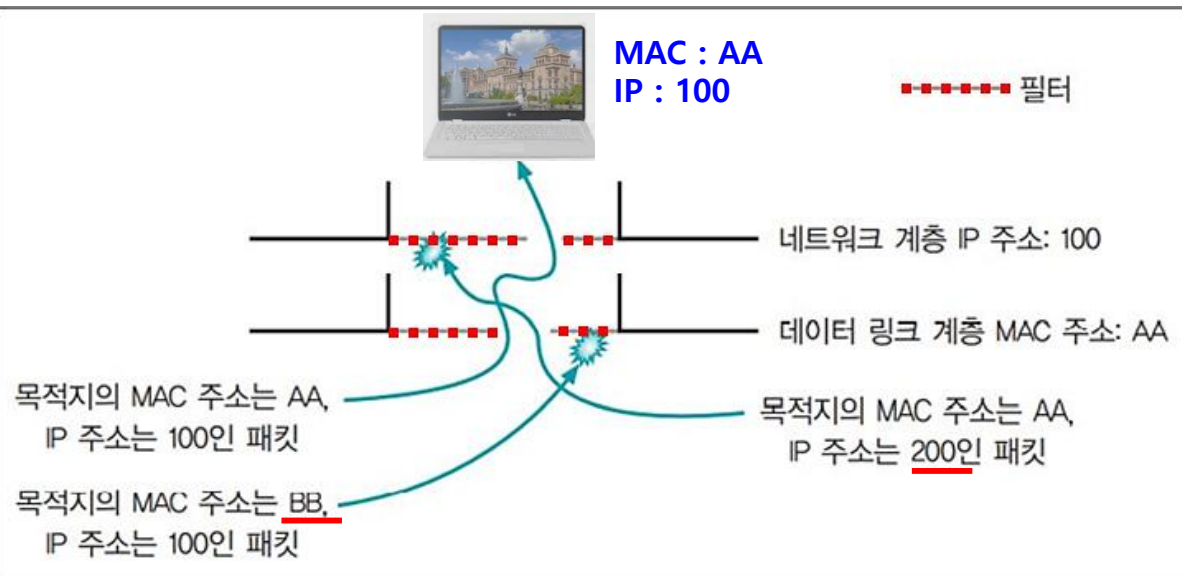 MAC : AA
IP : 100
필터
네트워크 계층 IP 주소: 100
데이터 링크 계층 MAC 주소: AA
목적지의 MAC 주소는 AA,
IP 주소는 100인 패킷
목적지의 MAC 주소는 AA,
IP 주소는 200인 패킷
목적지의 MAC 주소는 BB,
IP 주소는 100인 패킷